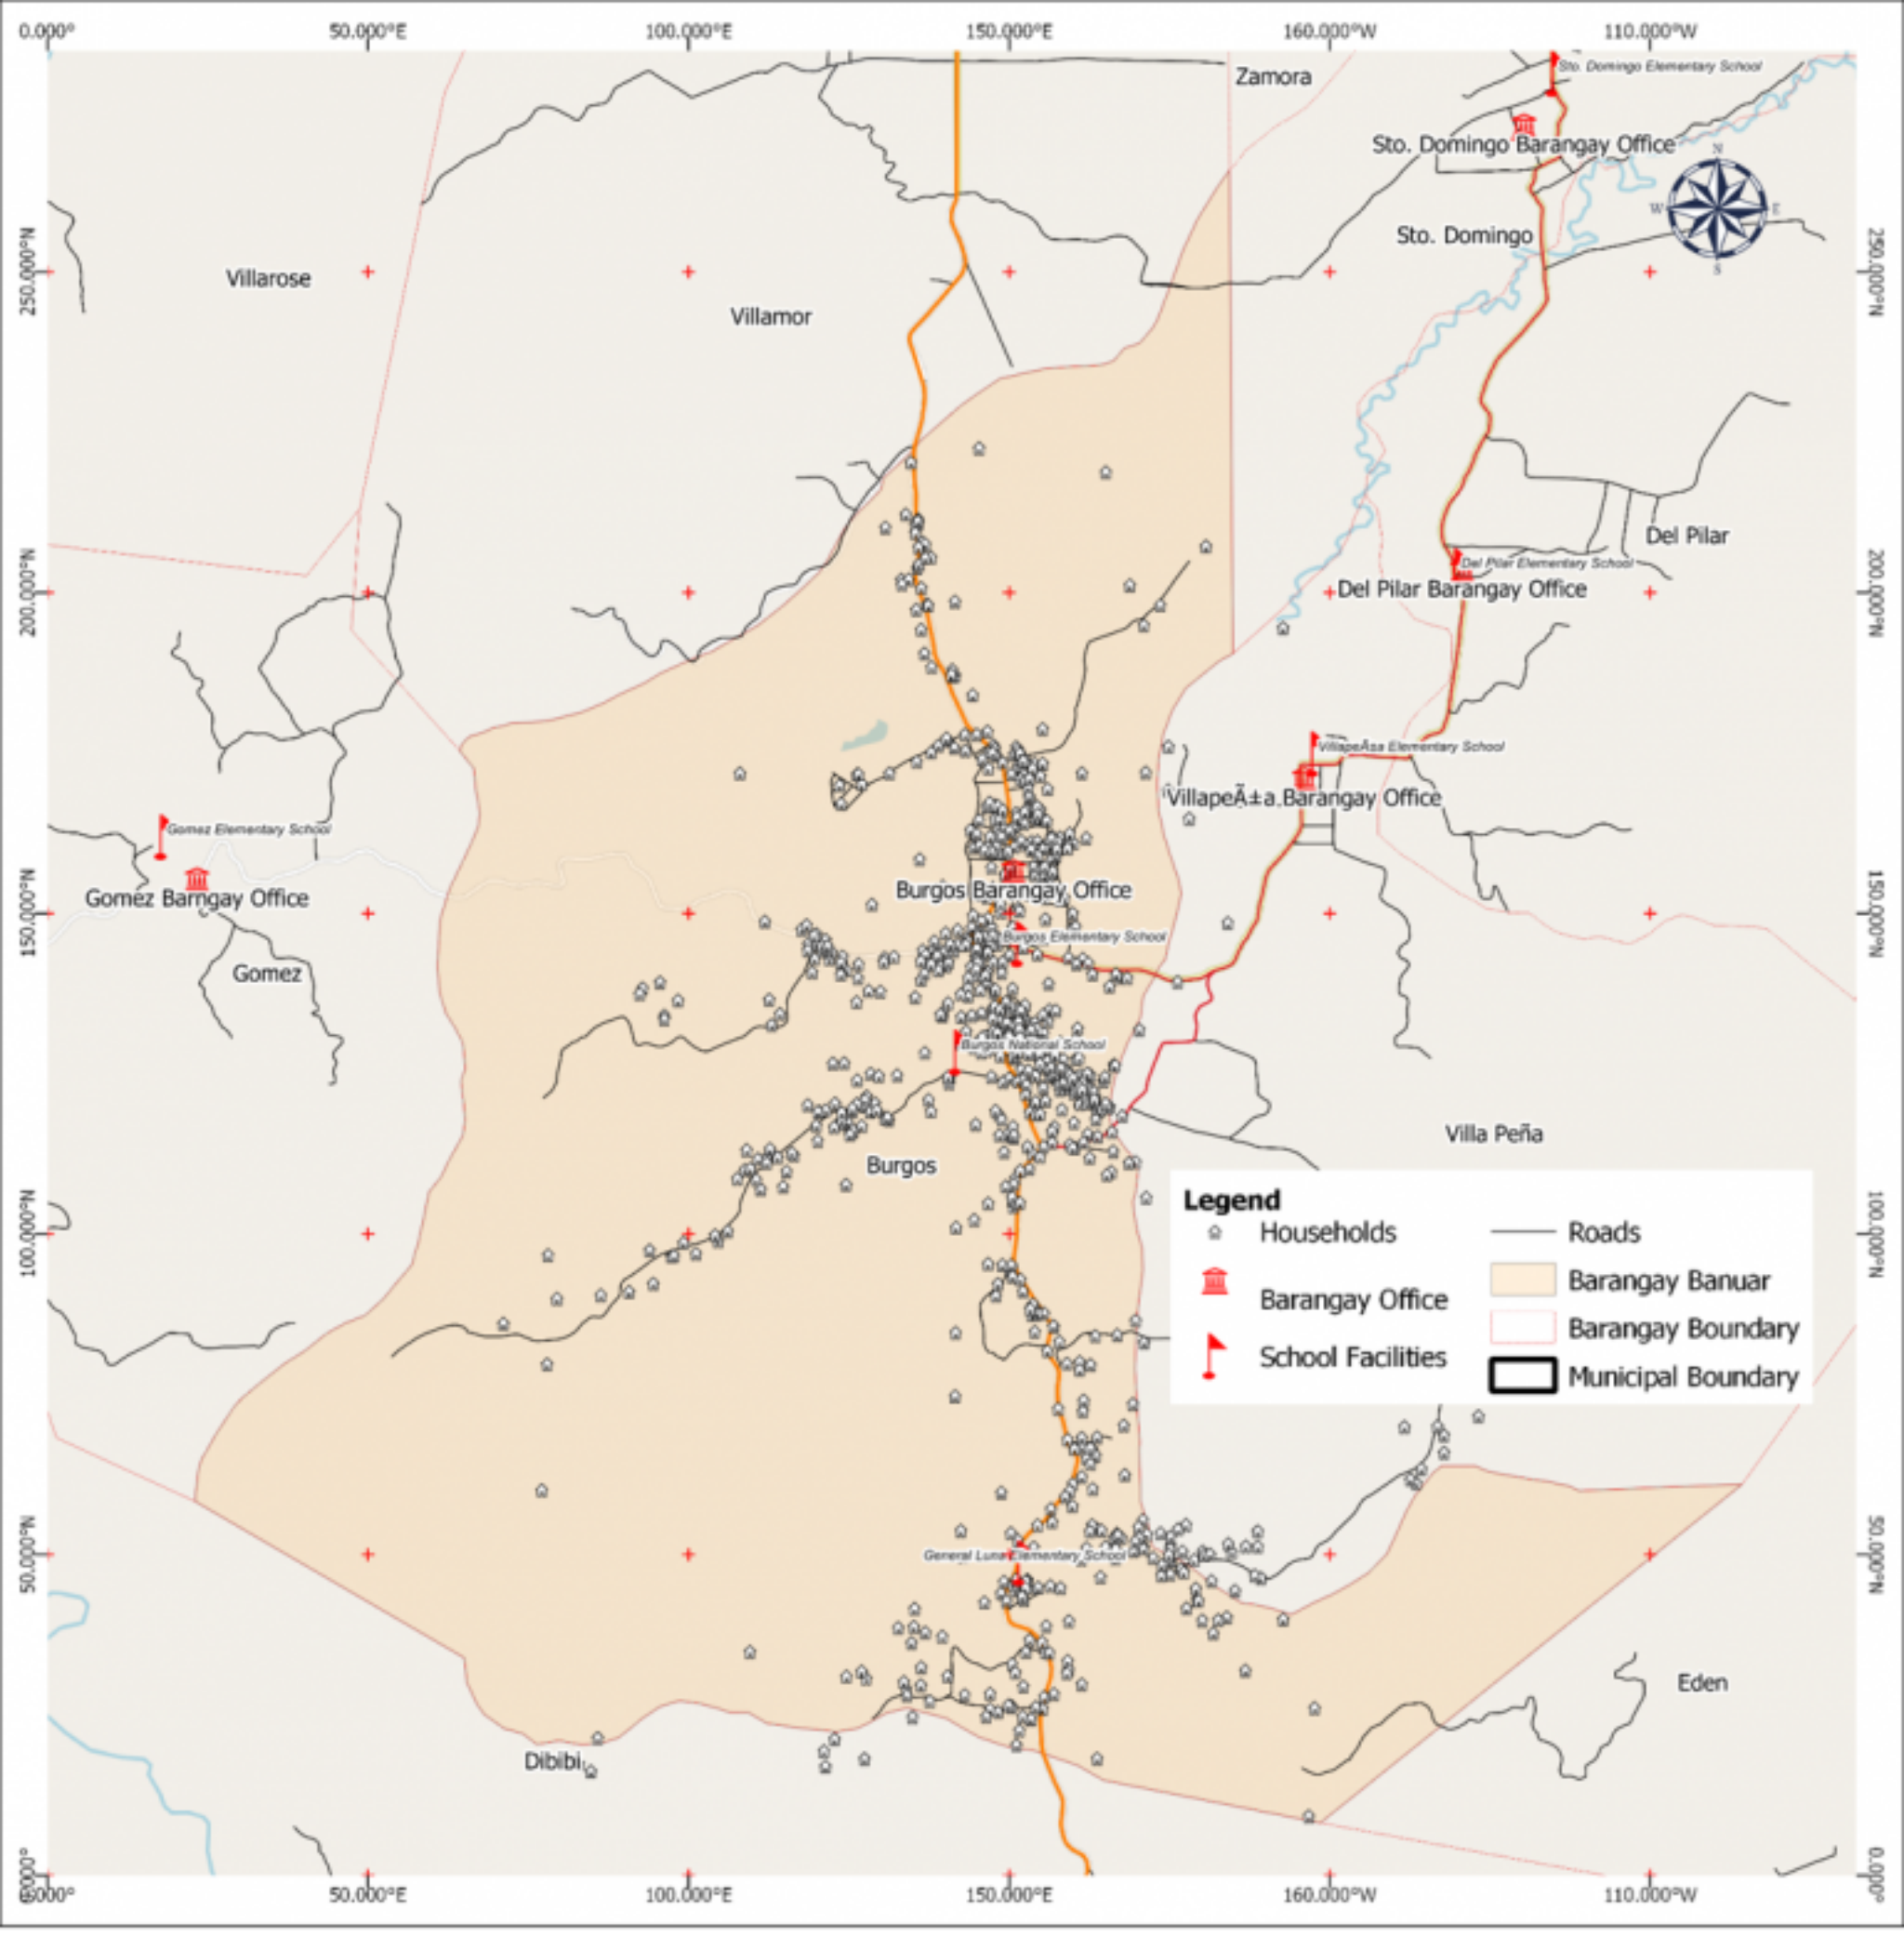 0.000° 50.000°E 100.000°E 150.000°E 160.000°W 110.000°W
Zamora
Sto. Domingo Elementary School
Sto. Domingo Barangay Office
N
W E
S
Sto. Domingo
250.000°N
250.000°N
Villarose
Villamor
Del Pilar
Del Pilar Elementary School
Del Pilar Barangay Office
200.000°N
200.000°N
VillapeÃ±a Elementary School
VillapeÃ±a Barangay Office
Gomez Elementary School
Gomez Barngay Office
Burgos Barangay Office
150.000°N
150.000°N
Burgos Elementary School
Gomez
Burgos National School
Villa Peña
Burgos
Legend
Households
Barangay Office
School Facilities
Roads
Barangay Banuar
Barangay Boundary
Municipal Boundary
100.000°N
100.000°N
General Luna Elementary School
50.000°N
50.000°N
Eden
Dibibi
0.000°
50.000°E 100.000°E 150.000°E 160.000°W 110.000°W